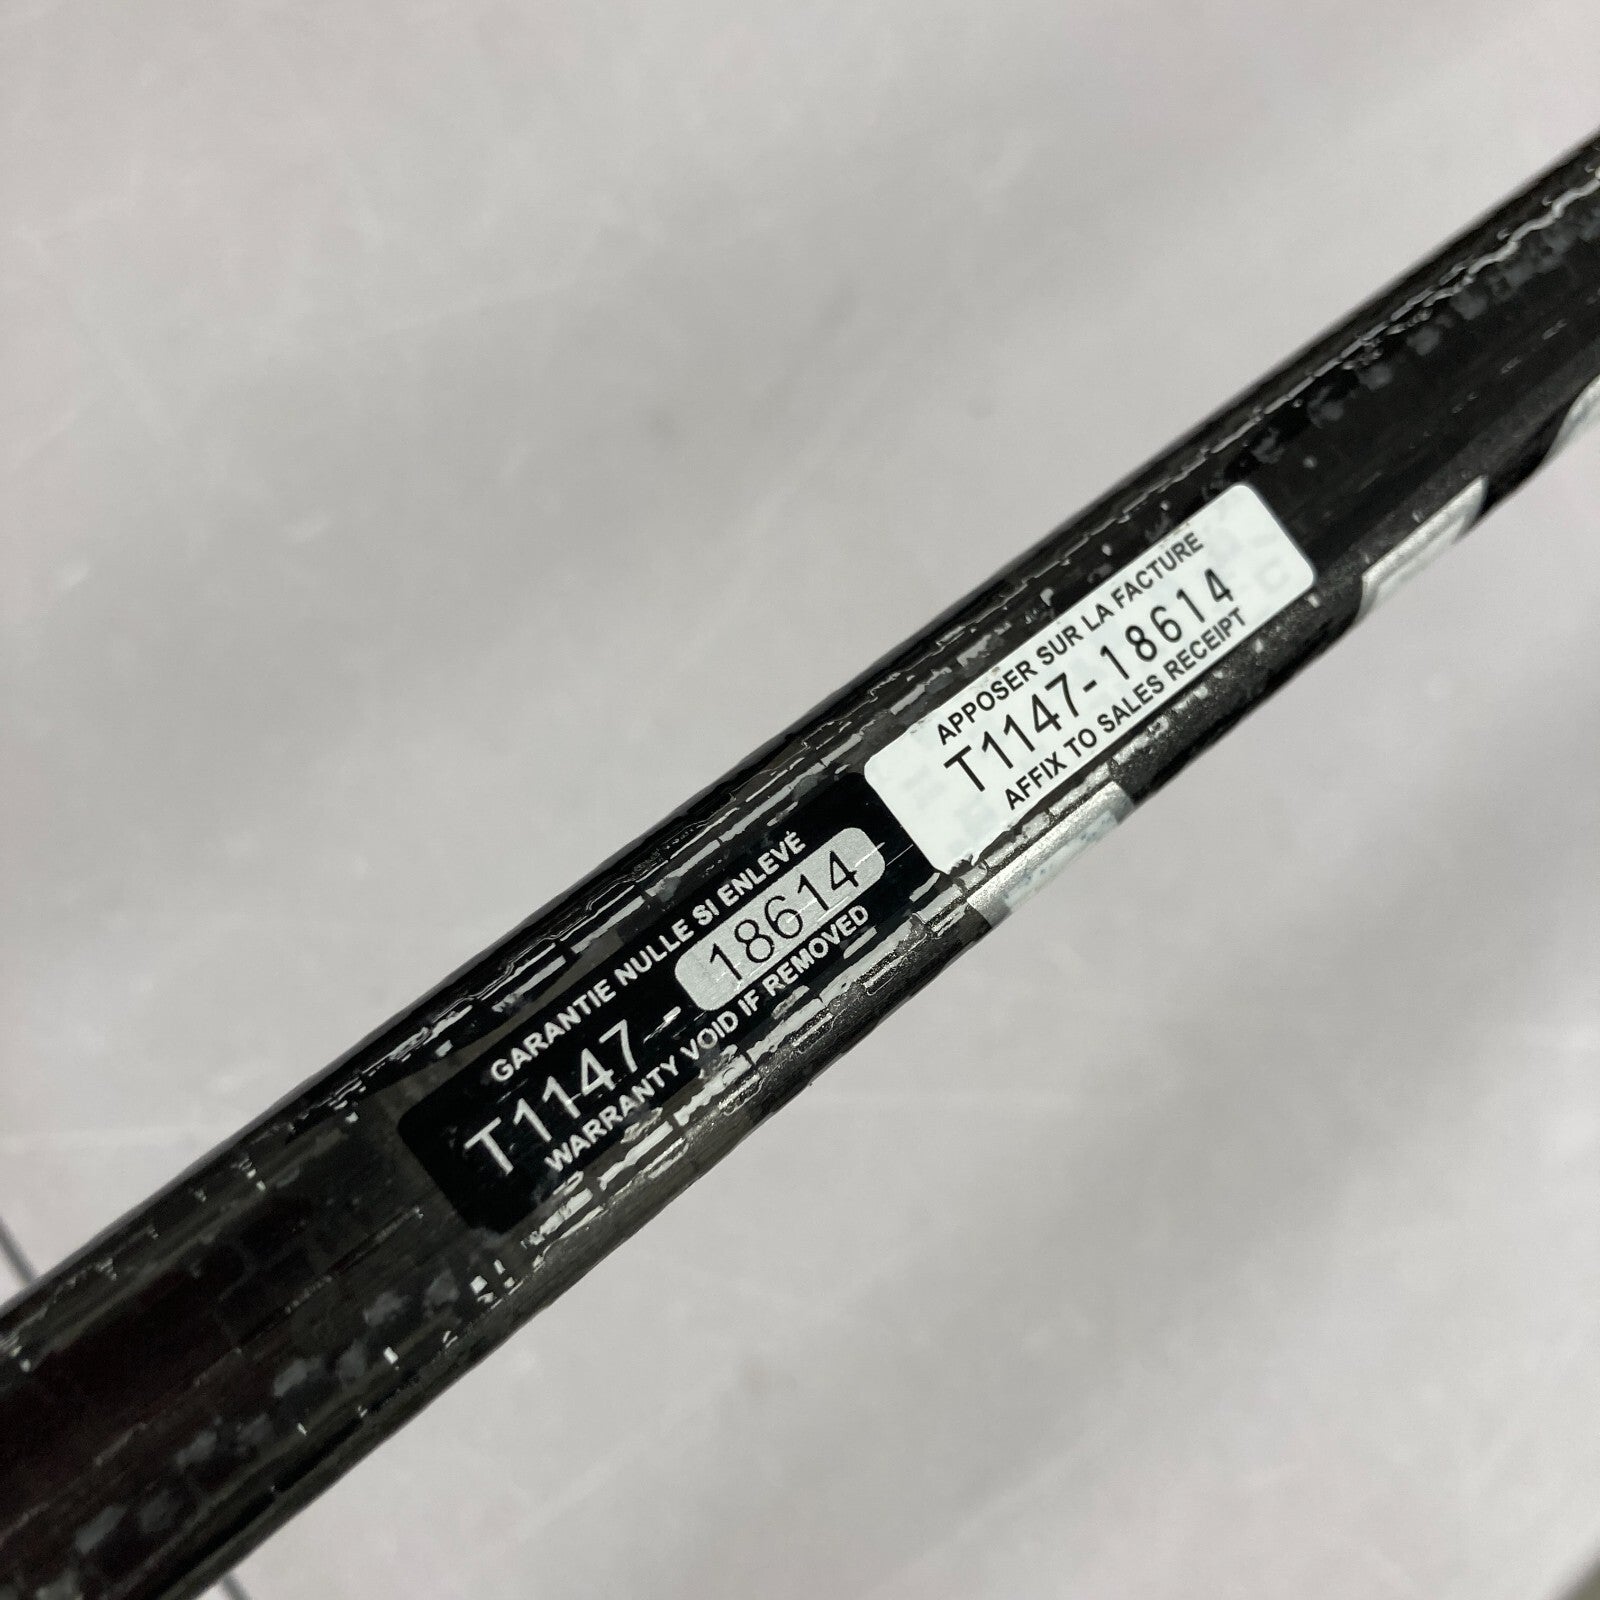 APPOSER SUR LA FACTURE
T1147-18614
AFFIX TO SALES RECEIPT
GARANTIE NULLE SI ENLEVÉ
T1147-18614
WARRANTY VOID IF REMOVED